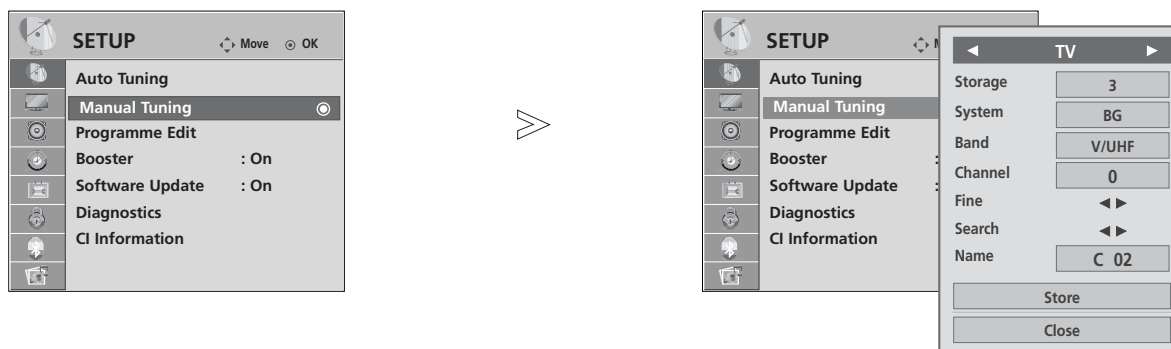 SETUP Move OK
Auto Tuning
Manual Tuning
Programme Edit
Booster : On
Software Update : On
Diagnostics
CI Information
SETUP
Auto Tuning
Manual Tuning
Programme Edit
Booster :
Software Update :
Diagnostics
CI Information
◄ TV ►
Storage 3
System BG
Band V/UHF
Channel 0
Fine ◄ ►
Search ◄ ►
Name C 02
Store
Close